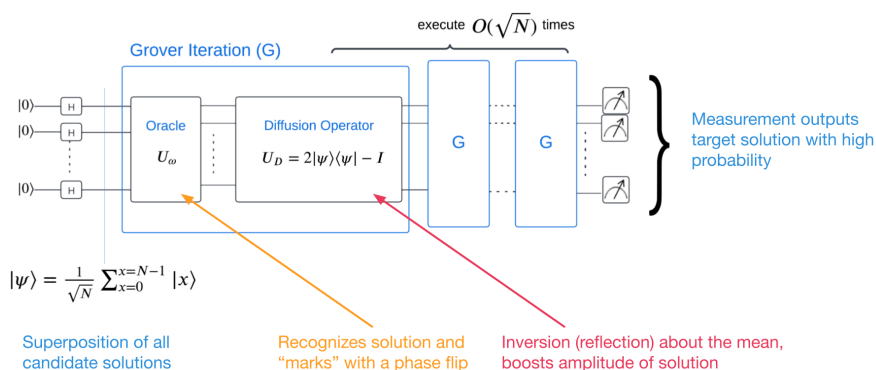 execute O(√N) times
Grover Iteration (G)
|0⟩ H
|0⟩ H
|0⟩ H
Oracle
U_ω
Diffusion Operator
U_D = 2|ψ⟩⟨ψ| − I
G
G
Measurement outputs
target solution with high
probability
|ψ⟩ = 1/√N ∑_{x=0}^{x=N−1} |x⟩
Superposition of all
candidate solutions
Recognizes solution and
“marks” with a phase flip
Inversion (reflection) about the mean,
boosts amplitude of solution